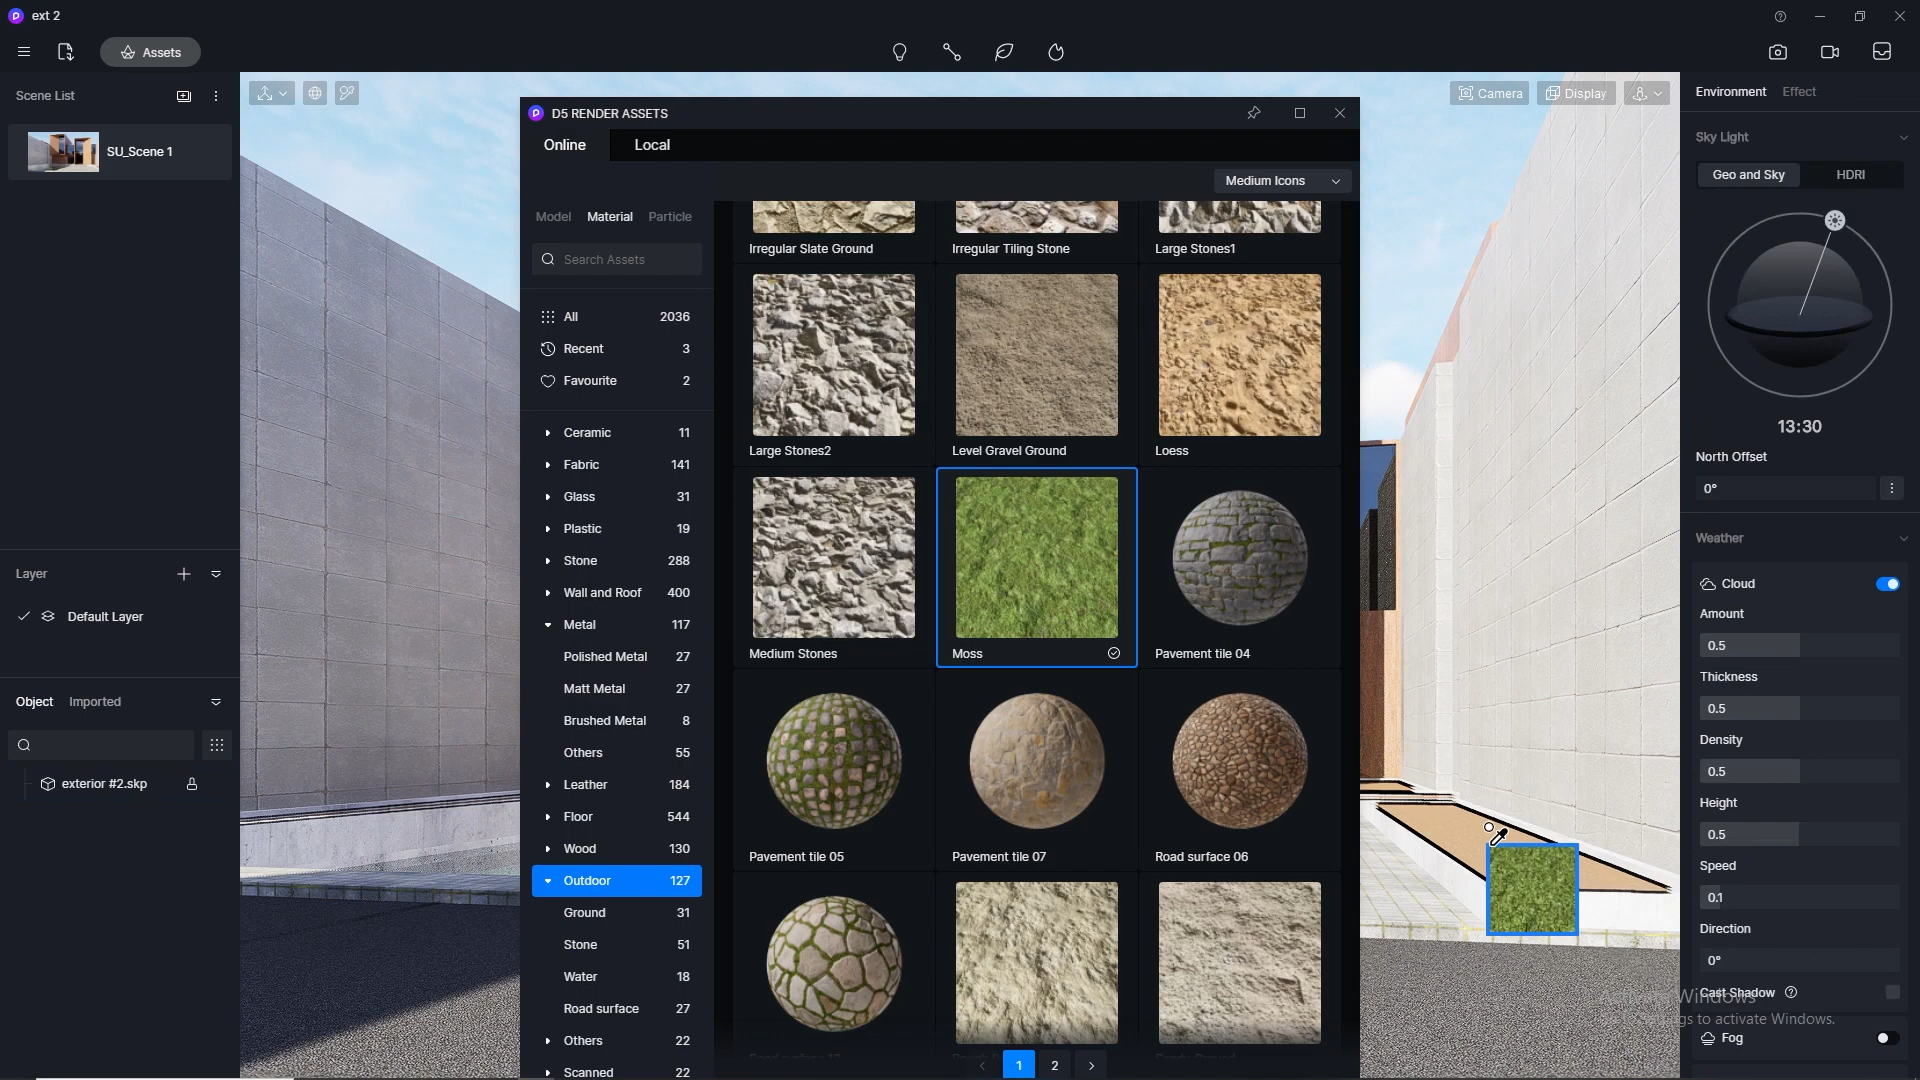 ext 2
Assets
Scene List
SU_Scene 1
Layer
Default Layer
Object
Imported
exterior #2.skp
Camera
Display
D5 RENDER ASSETS
Online
Local
Medium Icons
Model
Material
Particle
Search Assets
All 2036
Recent 3
Favourite 2
Ceramic 11
Fabric 141
Glass 31
Plastic 19
Stone 288
Wall and Roof 400
Metal 117
Polished Metal 27
Matt Metal 27
Brushed Metal 8
Others 55
Leather 184
Floor 544
Wood 130
Outdoor 127
Ground 31
Stone 51
Water 18
Road surface 27
Others 22
Scanned 22
Irregular Slate Ground
Irregular Tiling Stone
Large Stones1
Large Stones2
Level Gravel Ground
Loess
Medium Stones
Moss
Pavement tile 04
Pavement tile 05
Pavement tile 07
Road surface 06
1
2
Environment
Effect
Sky Light
Geo and Sky
HDRI
13:30
North Offset
0°
Weather
Cloud
Amount
0.5
Thickness
0.5
Density
0.5
Height
0.5
Speed
0.1
Direction
0°
Cast Shadow
Windows
to activate Windows.
Fog